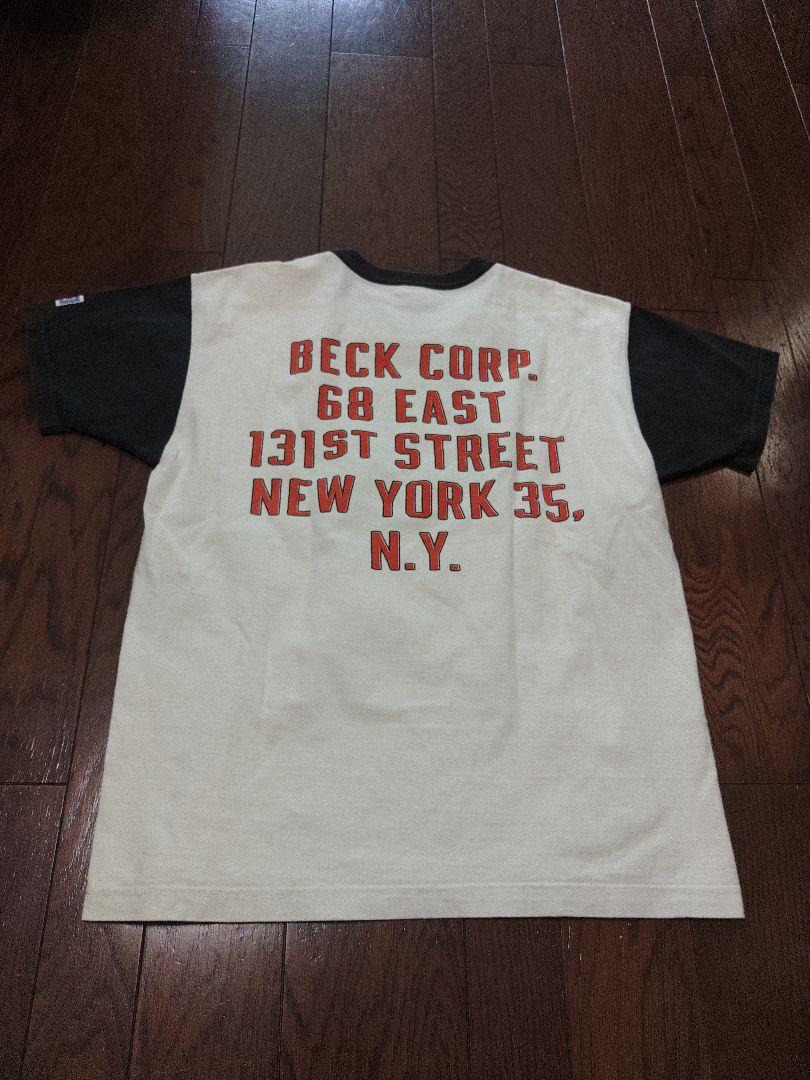 BECK CORP.
68 EAST
131ST STREET
NEW YORK 35,
N.Y.